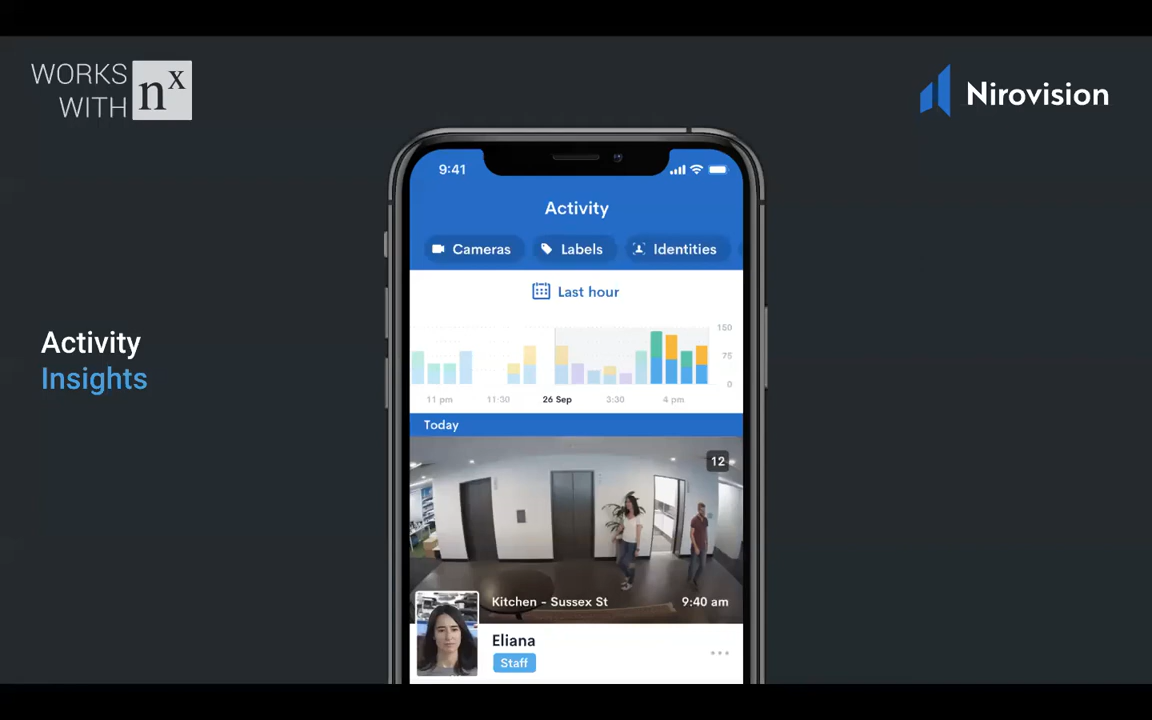 WORKS
WITH nx
Nirovision
Activity
Insights
9:41
Activity
Cameras
Labels
Identities
Last hour
150
75
0
11 pm
11:30
26 Sep
3:30
4 pm
Today
12
Kitchen - Sussex St
9:40 am
Eliana
Staff